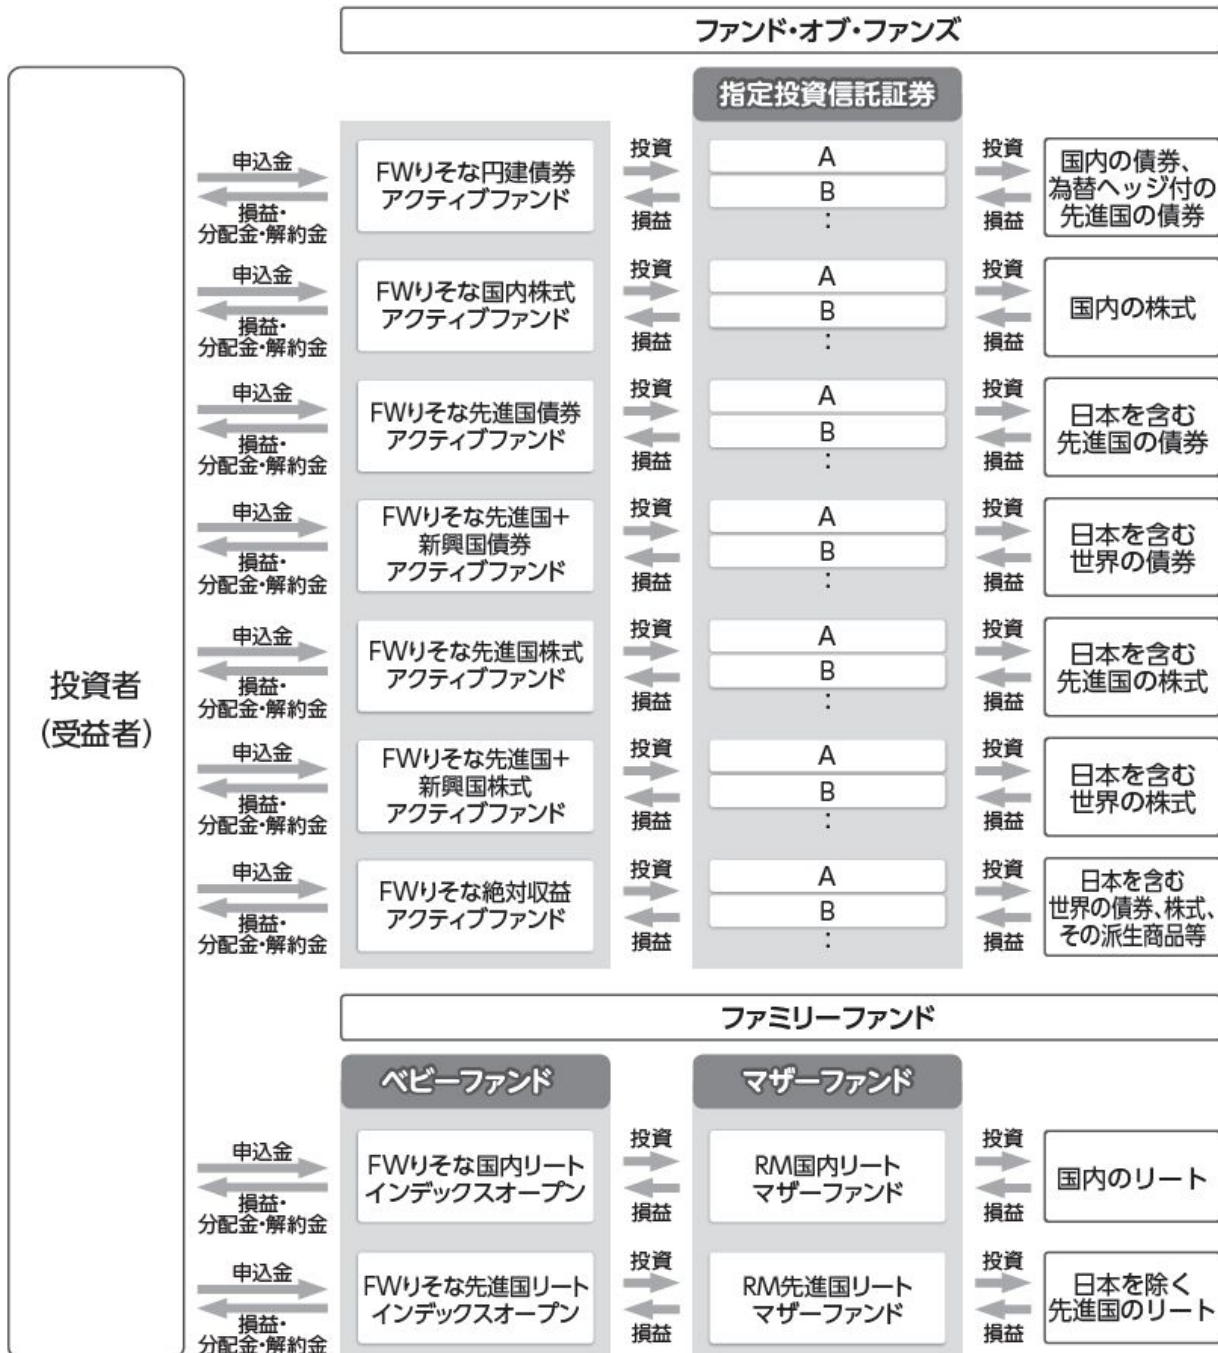 ファンド・オブ・ファンズ
指定投資信託証券
投資者
(受益者)
申込金
損益・
分配金・解約金
FWりそな円建債券
アクティブファンド
投資
損益
A
B
：
投資
損益
国内の債券、
為替ヘッジ付の
先進国の債券
申込金
損益・
分配金・解約金
FWりそな国内株式
アクティブファンド
投資
損益
A
B
：
投資
損益
国内の株式
申込金
損益・
分配金・解約金
FWりそな先進国債券
アクティブファンド
投資
損益
A
B
：
投資
損益
日本を含む
先進国の債券
申込金
損益・
分配金・解約金
FWりそな先進国+
新興国債券
アクティブファンド
投資
損益
A
B
：
投資
損益
日本を含む
世界の債券
申込金
損益・
分配金・解約金
FWりそな先進国株式
アクティブファンド
投資
損益
A
B
：
投資
損益
日本を含む
先進国の株式
申込金
損益・
分配金・解約金
FWりそな先進国+
新興国株式
アクティブファンド
投資
損益
A
B
：
投資
損益
日本を含む
世界の株式
申込金
損益・
分配金・解約金
FWりそな絶対収益
アクティブファンド
投資
損益
A
B
：
投資
損益
日本を含む
世界の債券、株式、
その派生商品等
ファミリーファンド
ベビーファンド
マザーファンド
申込金
損益・
分配金・解約金
FWりそな国内リート
インデックスオープン
投資
損益
RM国内リート
マザーファンド
投資
損益
国内のリート
申込金
損益・
分配金・解約金
FWりそな先進国リート
インデックスオープン
投資
損益
RM先進国リート
マザーファンド
投資
損益
日本を除く
先進国のリート